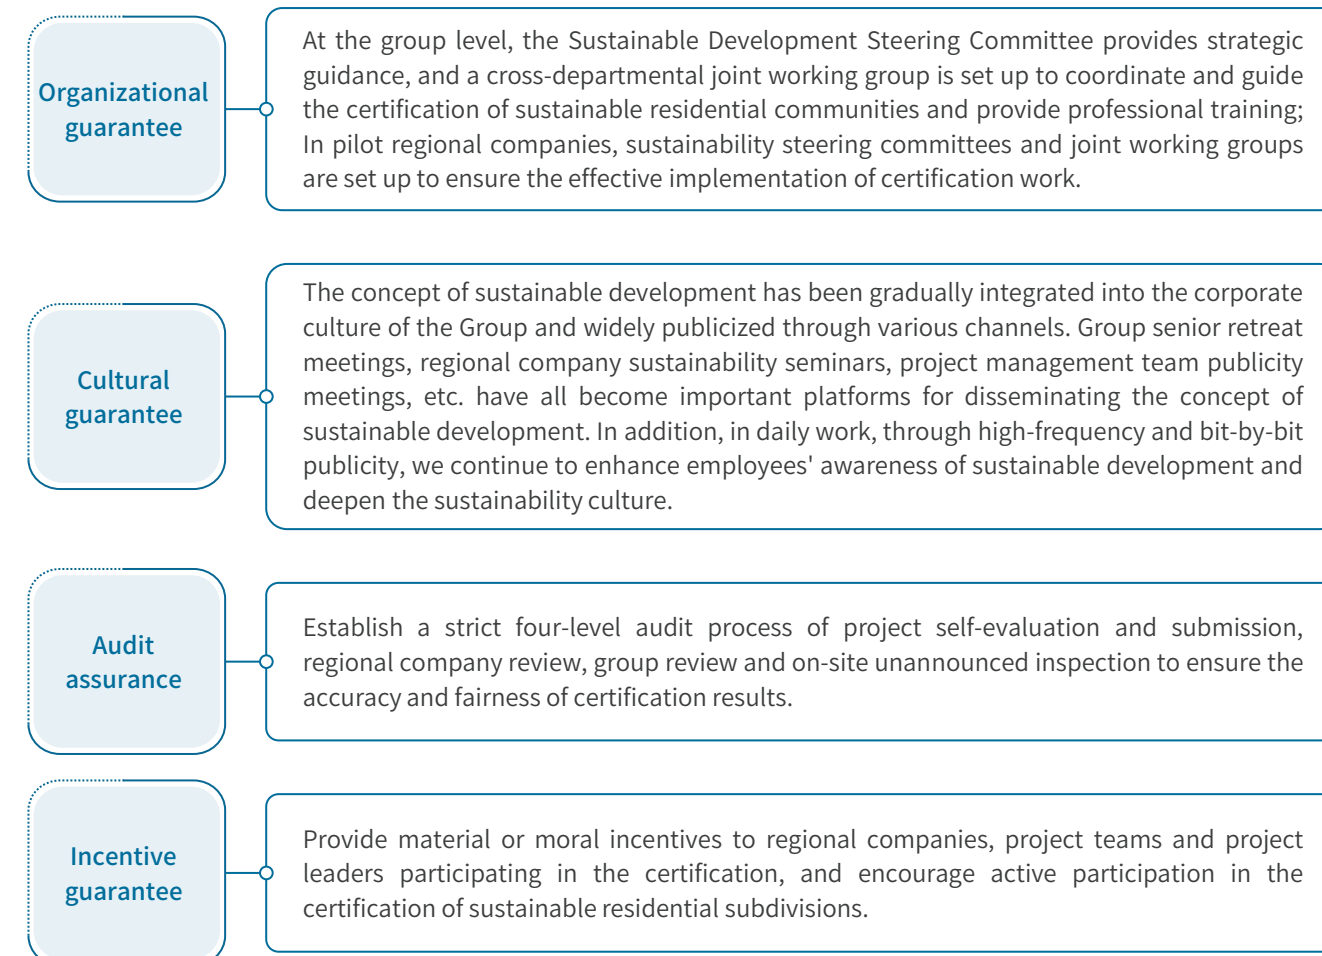 Organizational
guarantee
At the group level, the Sustainable Development Steering Committee provides strategic
guidance, and a cross-departmental joint working group is set up to coordinate and guide
the certification of sustainable residential communities and provide professional training;
In pilot regional companies, sustainability steering committees and joint working groups
are set up to ensure the effective implementation of certification work.
Cultural
guarantee
The concept of sustainable development has been gradually integrated into the corporate
culture of the Group and widely publicized through various channels. Group senior retreat
meetings, regional company sustainability seminars, project management team publicity
meetings, etc. have all become important platforms for disseminating the concept of
sustainable development. In addition, in daily work, through high-frequency and bit-by-bit
publicity, we continue to enhance employees' awareness of sustainable development and
deepen the sustainability culture.
Audit
assurance
Establish a strict four-level audit process of project self-evaluation and submission,
regional company review, group review and on-site unannounced inspection to ensure the
accuracy and fairness of certification results.
Incentive
guarantee
Provide material or moral incentives to regional companies, project teams and project
leaders participating in the certification, and encourage active participation in the
certification of sustainable residential subdivisions.